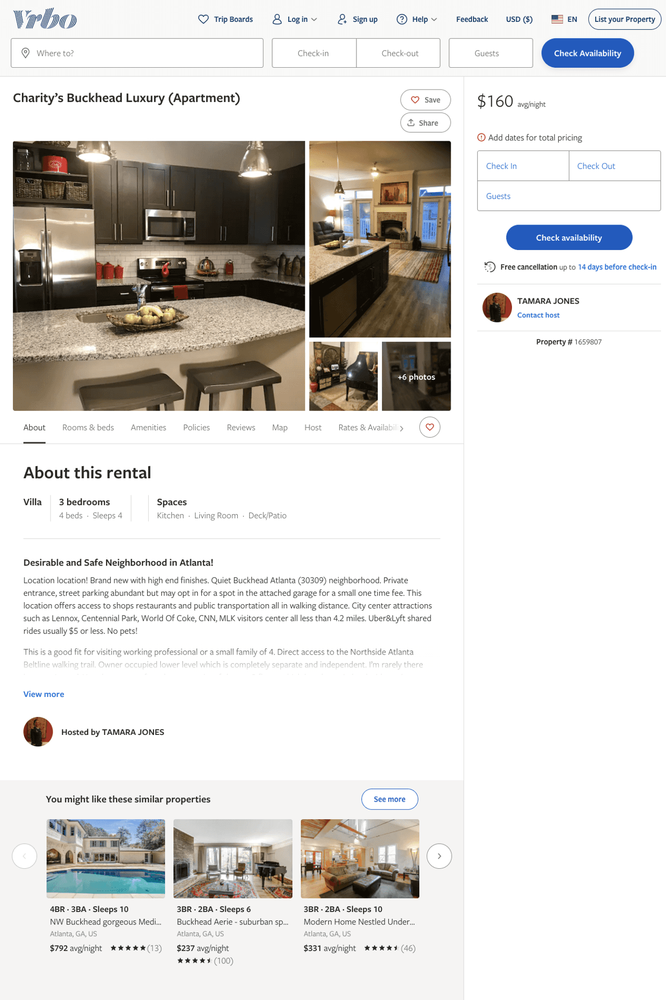 Vrbo
Trip Boards
Log in
Sign up
Help
Feedback
USD ($)
EN
List your Property
Where to?
Check-in
Check-out
Guests
Check Availability
Charity's Buckhead Luxury (Apartment)
Save
Share
+6 photos
$160 avg/night
Add dates for total pricing
Check In
Check Out
Guests
Check availability
Free cancellation up to 14 days before check-in
TAMARA JONES
Contact host
Property # 1659807
About
Rooms & beds
Amenities
Policies
Reviews
Map
Host
Rates & Availabili
About this rental
Villa
3 bedrooms
4 beds · Sleeps 4
Spaces
Kitchen · Living Room · Deck/Patio
Desirable and Safe Neighborhood in Atlanta!
Location location! Brand new with high end finishes. Quiet Buckhead Atlanta (30309) neighborhood. Private
entrance, street parking abundant but may opt in for a spot in the attached garage for a small one time fee. This
location offers access to shops restaurants and public transportation all in walking distance. City center attractions
such as Lennox, Centennial Park, World Of Coke, CNN, MLK visitors center all less than 4.2 miles. Uber&Lyft shared
rides usually $5 or less. No pets!
This is a good fit for visiting working professional or a small family of 4. Direct access to the Northside Atlanta
Beltline walking trail. Owner occupied lower level which is completely separate and independent. I'm rarely there
View more
Hosted by TAMARA JONES
You might like these similar properties
See more
4BR · 3BA · Sleeps 10
NW Buckhead gorgeous Medi...
Atlanta, GA, US
$792 avg/night ★★★★★(13)
3BR · 2BA · Sleeps 6
Buckhead Aerie - suburban sp...
Atlanta, GA, US
$237 avg/night
(100)
3BR · 2BA · Sleeps 10
Modern Home Nestled Under...
Atlanta, GA, US
$331 avg/night
(46)